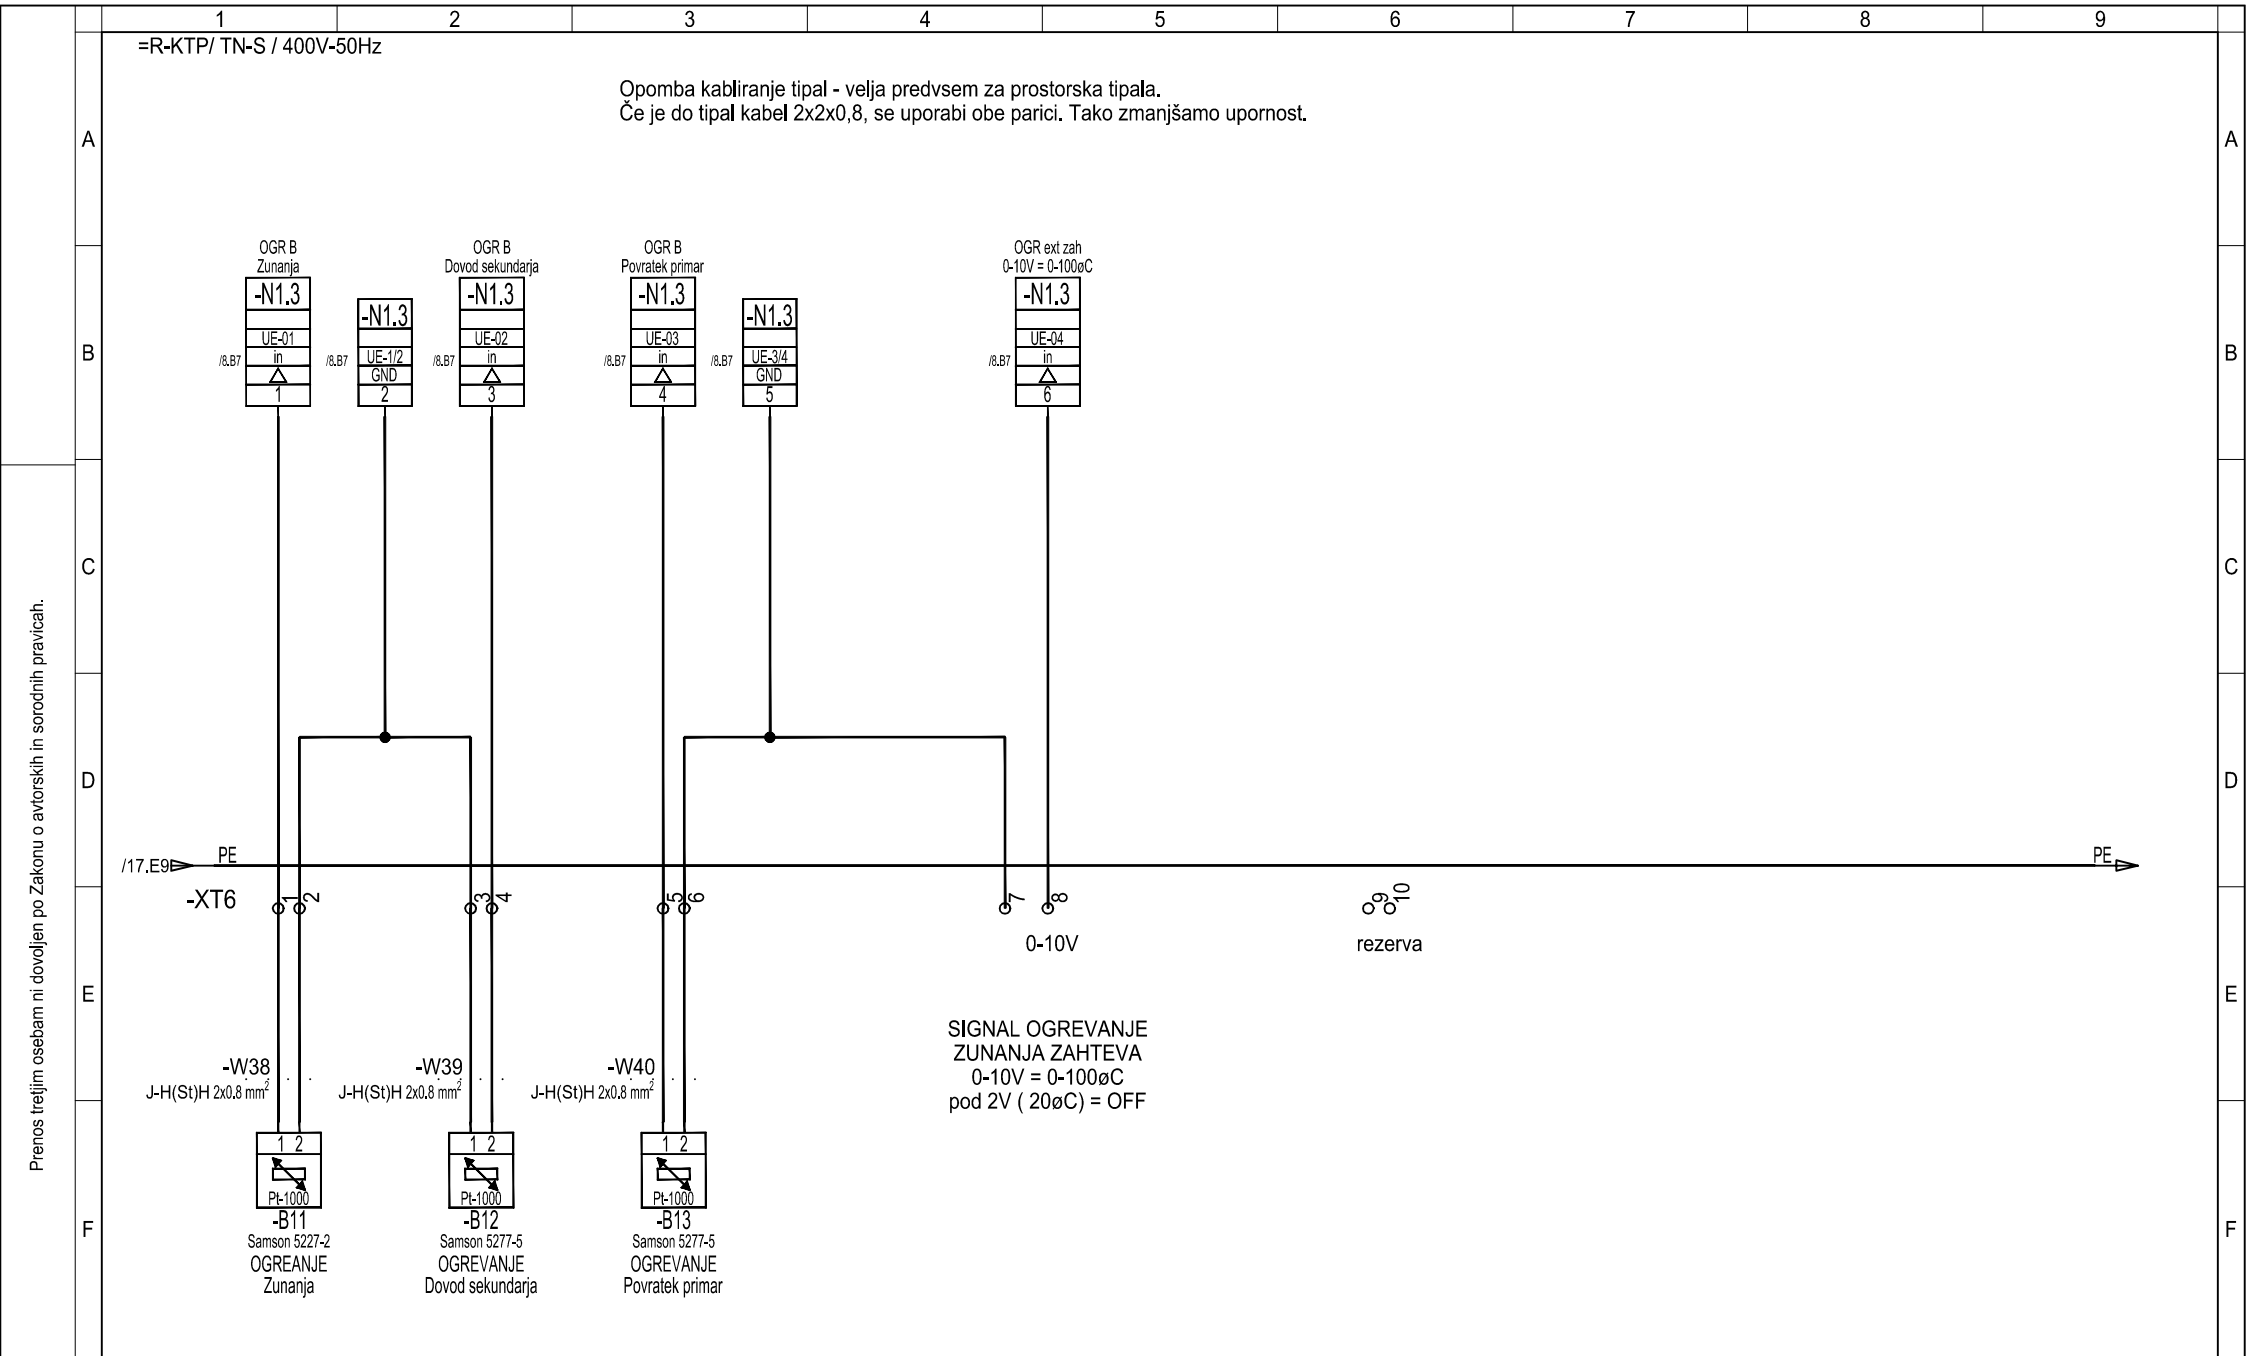 1 2 3 4 5 6 7 8 9
=R-KTP/ TN-S / 400V-50Hz
Opomba kabliranje tipal - velja predvsem za prostorska tipala.
Če je do tipal kabel 2x2x0,8, se uporabi obe parici. Tako zmanjšamo upornost.
A A
OGR B OGR B OGR B OGR ext zah
Zunanja Dovod sekundarja Povratek primar 0-10V = 0-100øC
-N1.3 -N1.3 -N1.3 -N1.3
-N1.3 -N1.3
UE-01 UE-02 UE-03 UE-04
B /8.B7 in /8.B7 UE-1/2 /8.B7 in /8.B7 in /8.B7 UE-3/4 /8.B7 in B
GND GND
1 2 3 4 5 6
C C
Prenos tretjim osebam ni dovoljen po Zakonu o avtorskih in sorodnih pravicah.
D D
/17.E9 PE PE
-XT6 1 2 3 4 5 6 7 8 9 10
0-10V rezerva
E E
SIGNAL OGREVANJE
ZUNANJA ZAHTEVA
0-10V = 0-100øC
pod 2V ( 20øC) = OFF
-W38 -W39 -W40
J-H(St)H 2x0.8 mm² J-H(St)H 2x0.8 mm² J-H(St)H 2x0.8 mm²
1 2 1 2 1 2
Pt-1000 Pt-1000 Pt-1000
F -B11 -B12 -B13 F
Samson 5227-2 Samson 5277-5 Samson 5277-5
OGREANJE OGREVANJE OGREVANJE
Zunanja Dovod sekundarja Povratek primar